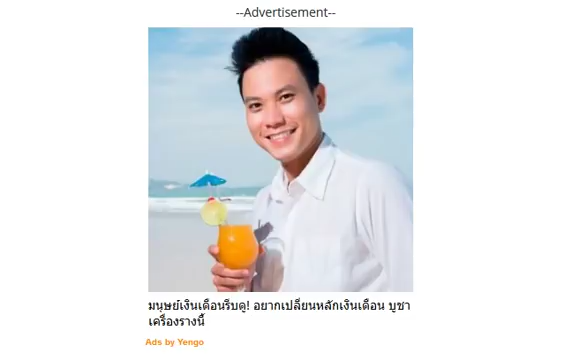 --Advertisement--
มนุษย์เงินเดือนรีบดู! อยากเปลี่ยนหลักเงินเดือน บูชา
เครื่องรางนี้
Ads by Yengo